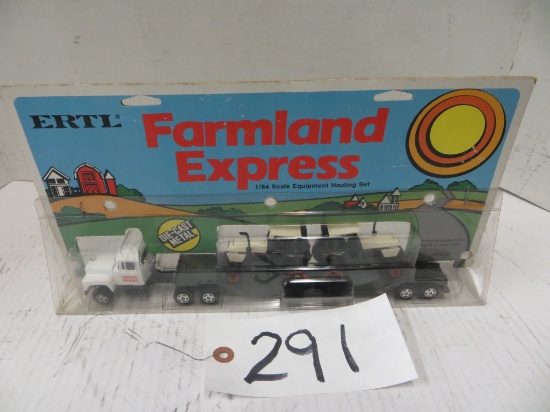 ERTL
Farmland
Express
1/64 Scale Equipment Hauling Set
DIE-CAST
METAL
291